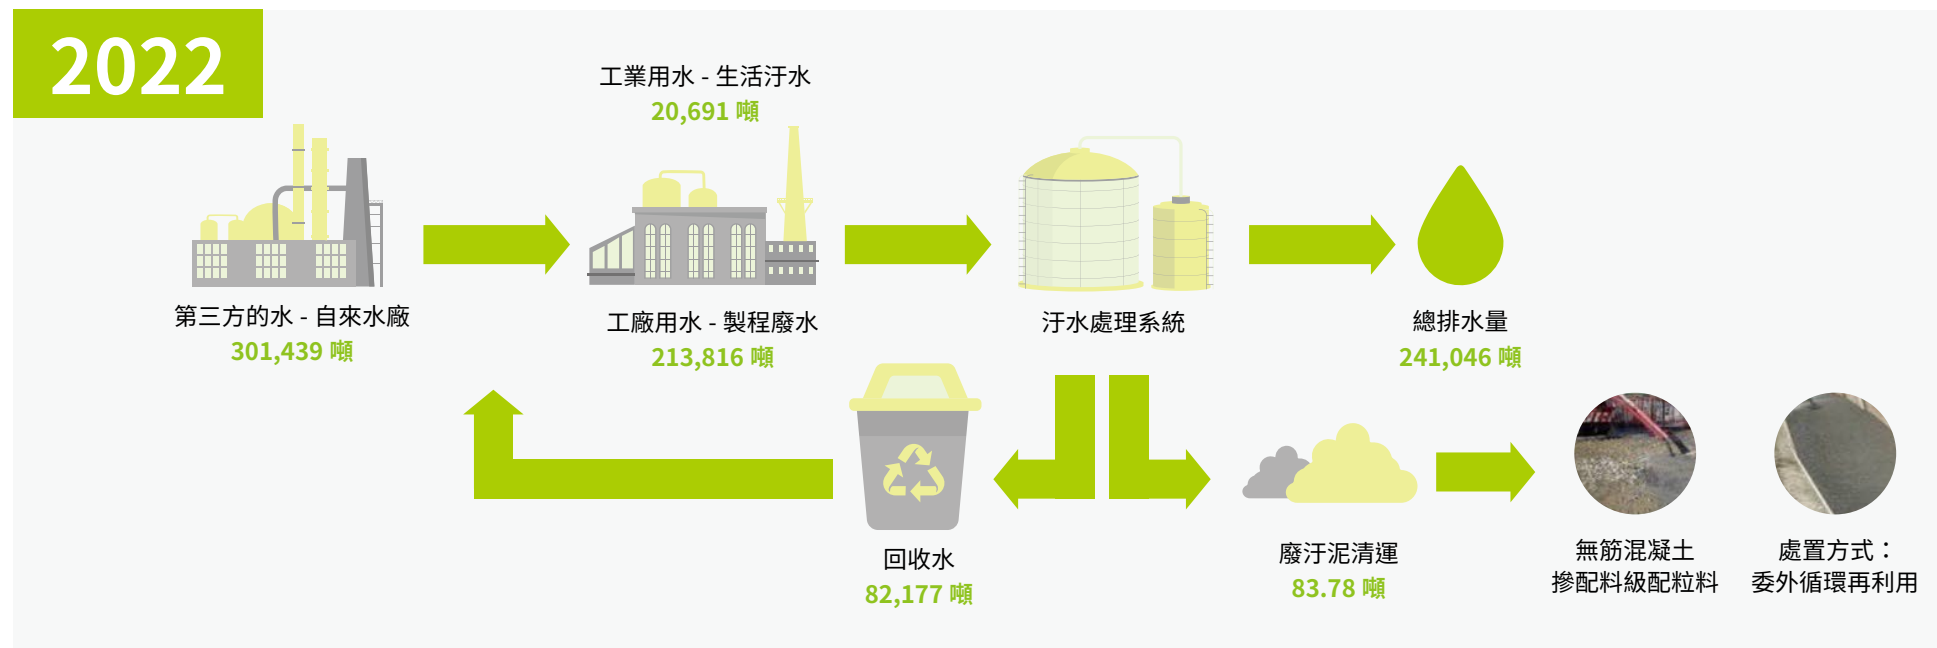 2022
工業用水 - 生活汙水
20,691 噸
第三方的水 - 自來水廠
301,439 噸
工廠用水 - 製程廢水
213,816 噸
汙水處理系統
總排水量
241,046 噸
回收水
82,177 噸
廢汙泥清運
83.78 噸
無筋混凝土
摻配料級配粒料
處置方式：
委外循環再利用